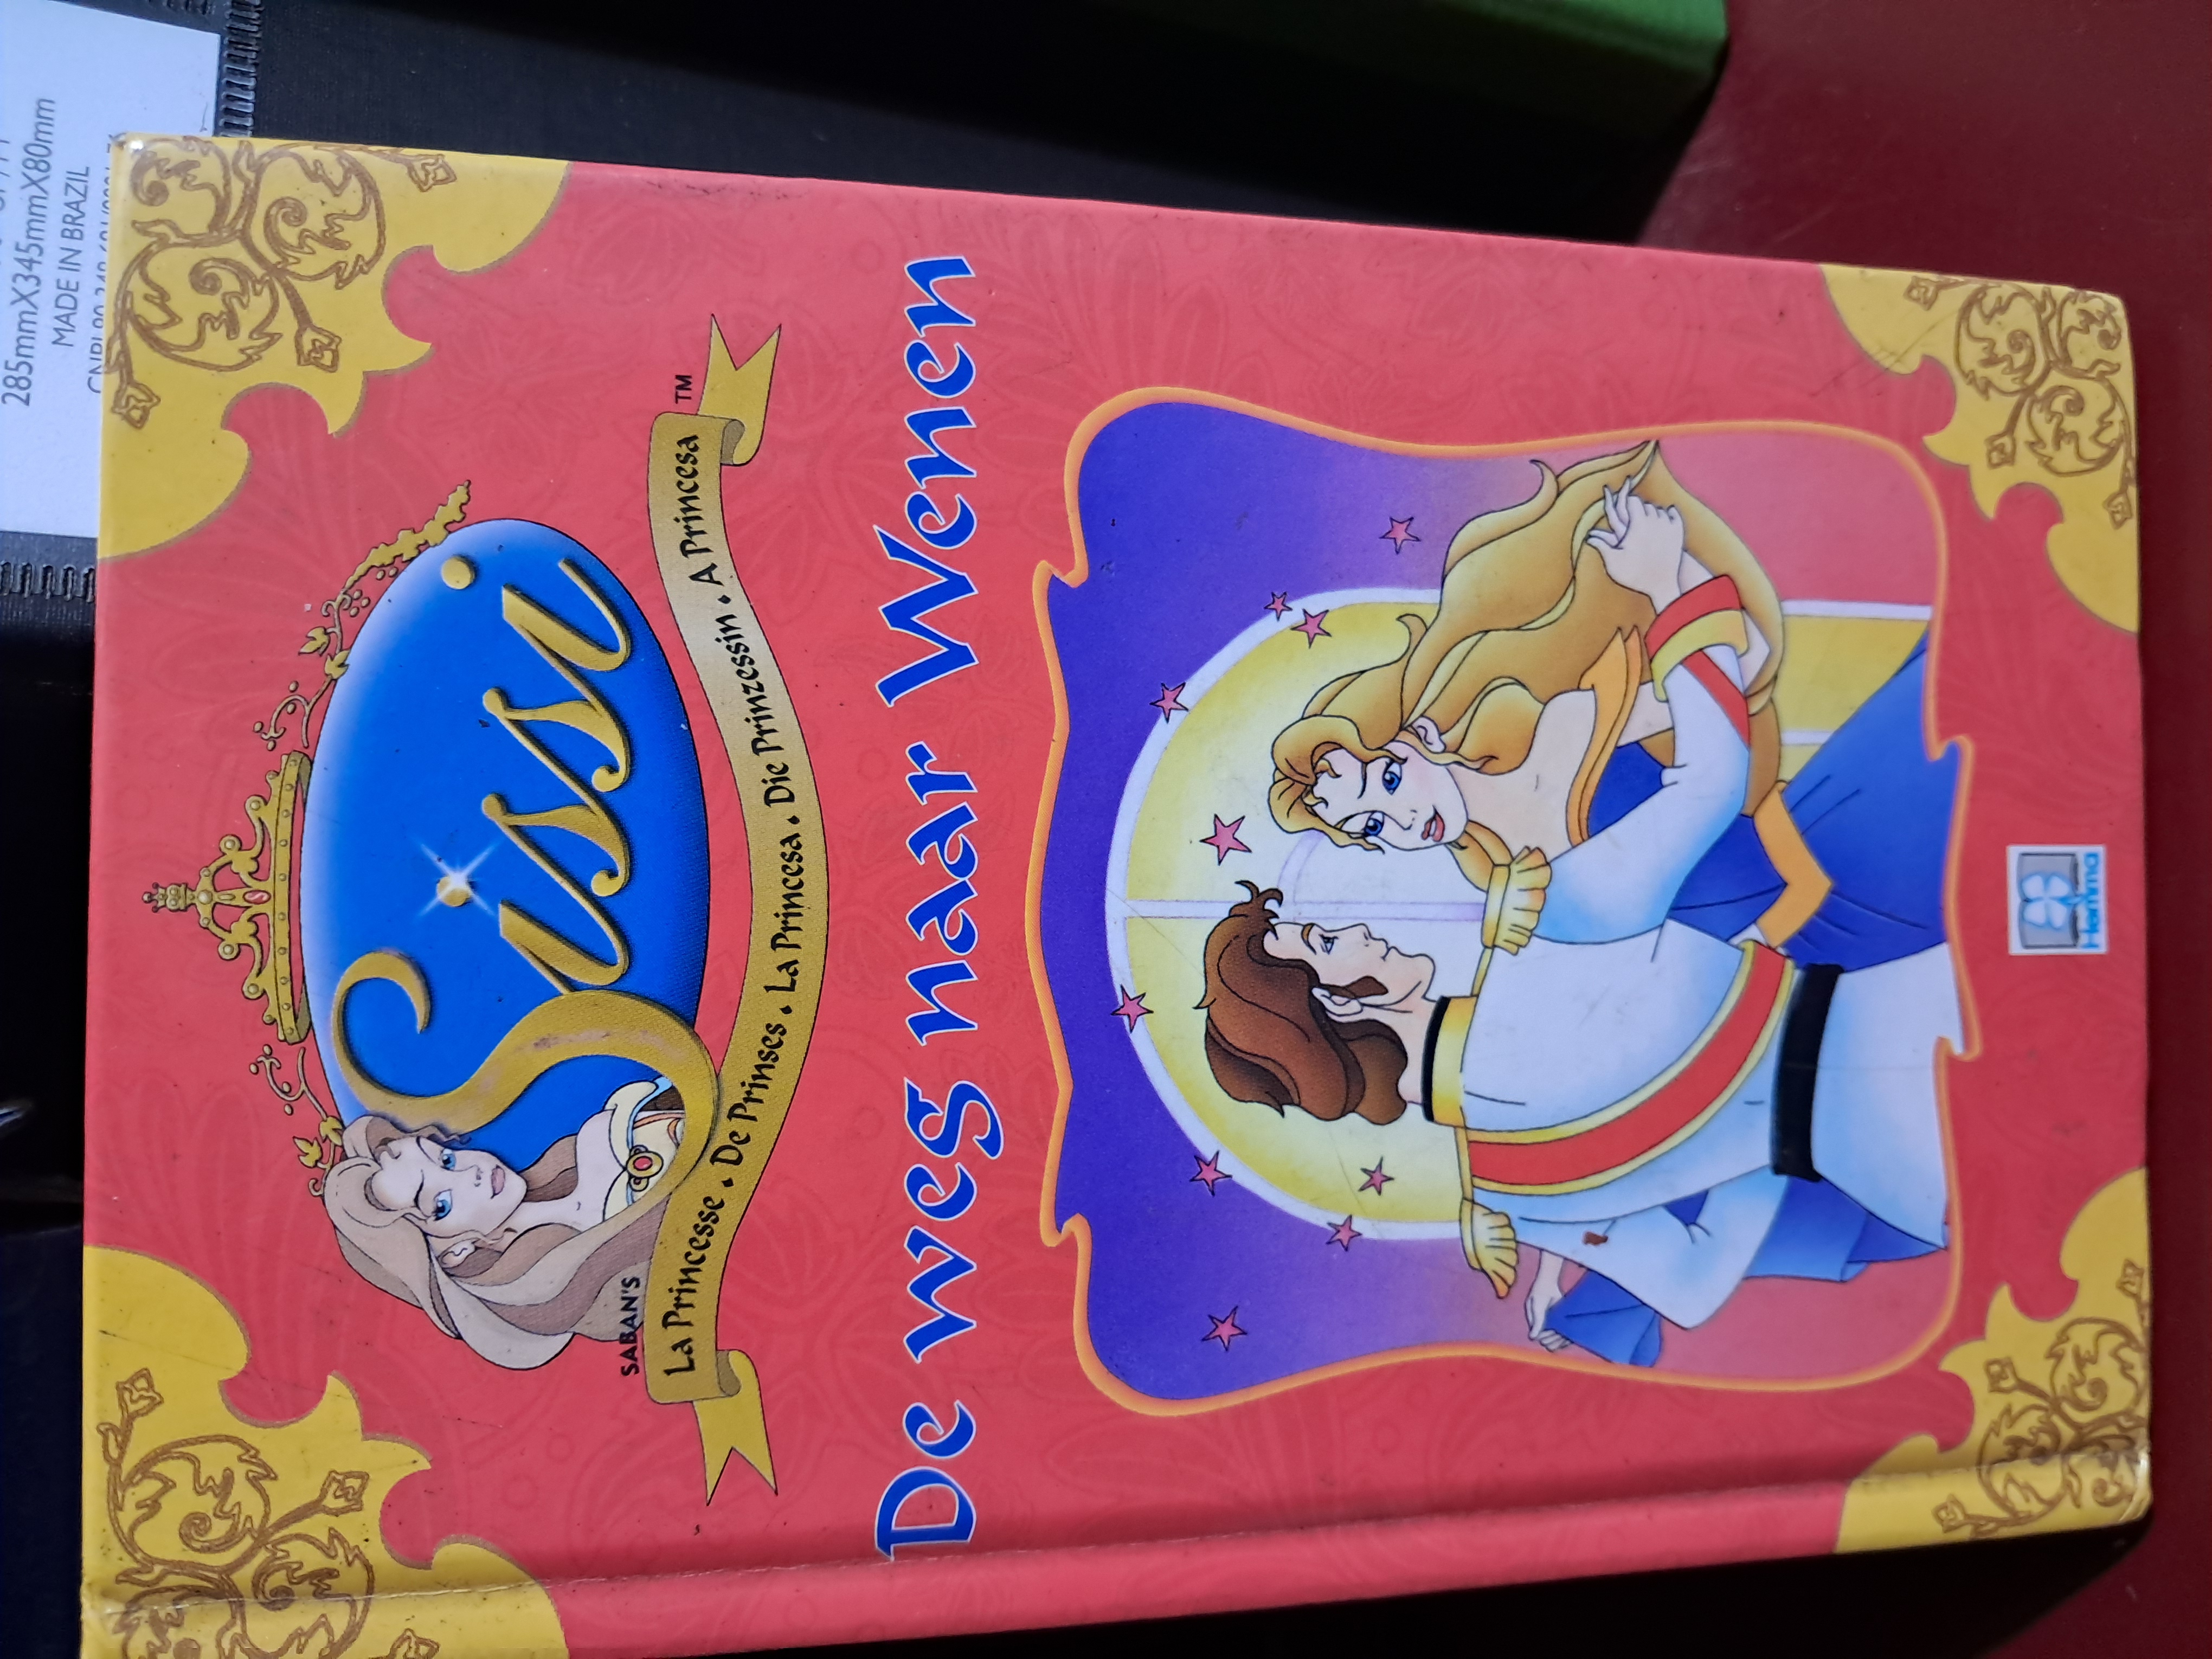 285mmX345mmX80mm
MADE IN BRAZIL
Sissi
SABAN'S
La Princesse • De Prinses • La Princesa • Die Prinzessin • A Princesa
TM
De weg naar Wenen
Hemma